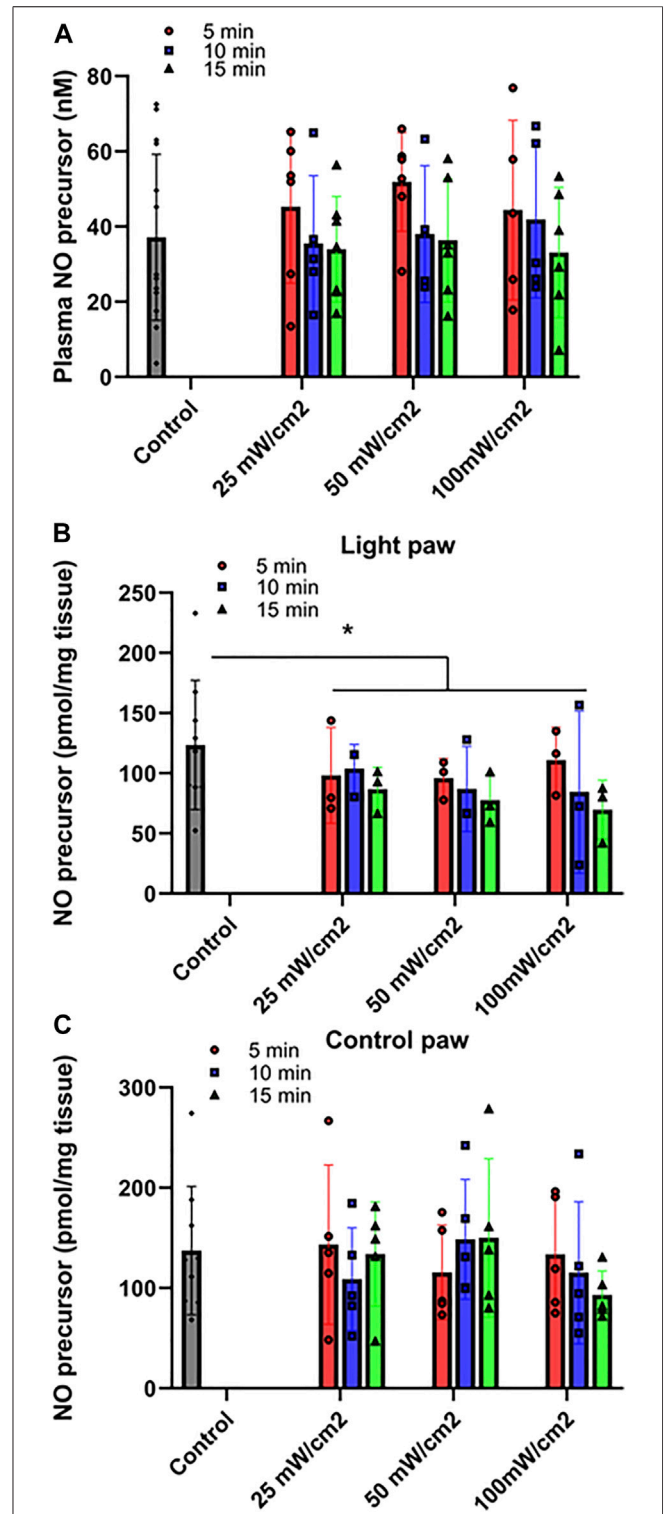 A
5 min
10 min
15 min
Plasma NO precursor (nM)
80
60
40
20
0
Control
25 mW/cm2
50 mW/cm2
100mW/cm2
B
Light paw
5 min
10 min
15 min
NO precursor (pmol/mg tissue)
250
200
150
100
50
0
*
Control
25 mW/cm2
50 mW/cm2
100mW/cm2
C
Control paw
5 min
10 min
15 min
NO precursor (pmol/mg tissue)
300
200
100
0
Control
25 mW/cm2
50 mW/cm2
100mW/cm2